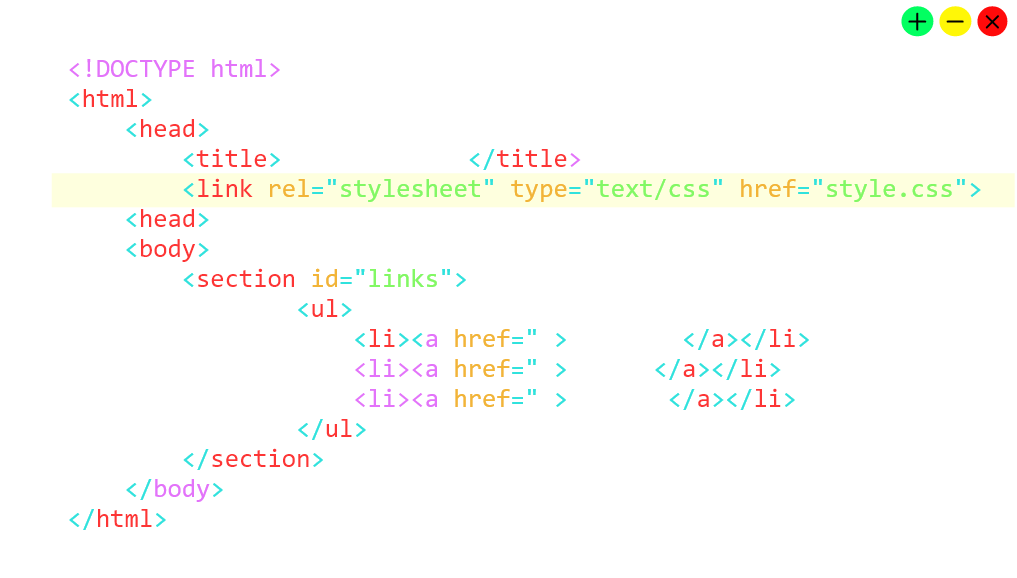 <!DOCTYPE html>
<html>
<head>
<title> </title>
<link rel="stylesheet" type="text/css" href="style.css">
<head>
<body>
<section id="links">
<ul>
<li><a href=" > </a></li>
<li><a href=" > </a></li>
<li><a href=" > </a></li>
</ul>
</section>
</body>
</html>